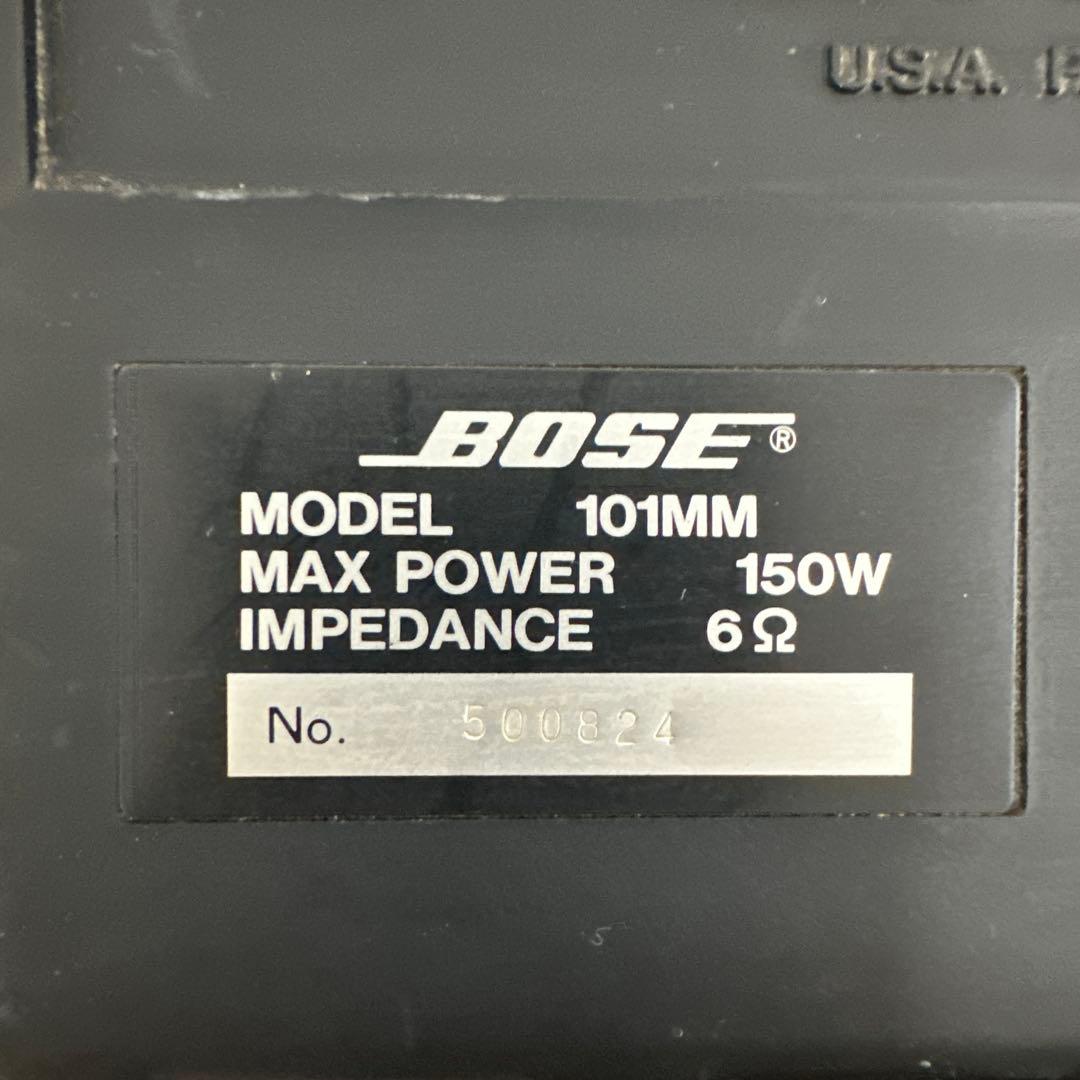 U.S.A.
BOSE®
MODEL 101MM
MAX POWER 150W
IMPEDANCE 6Ω
No. 500824